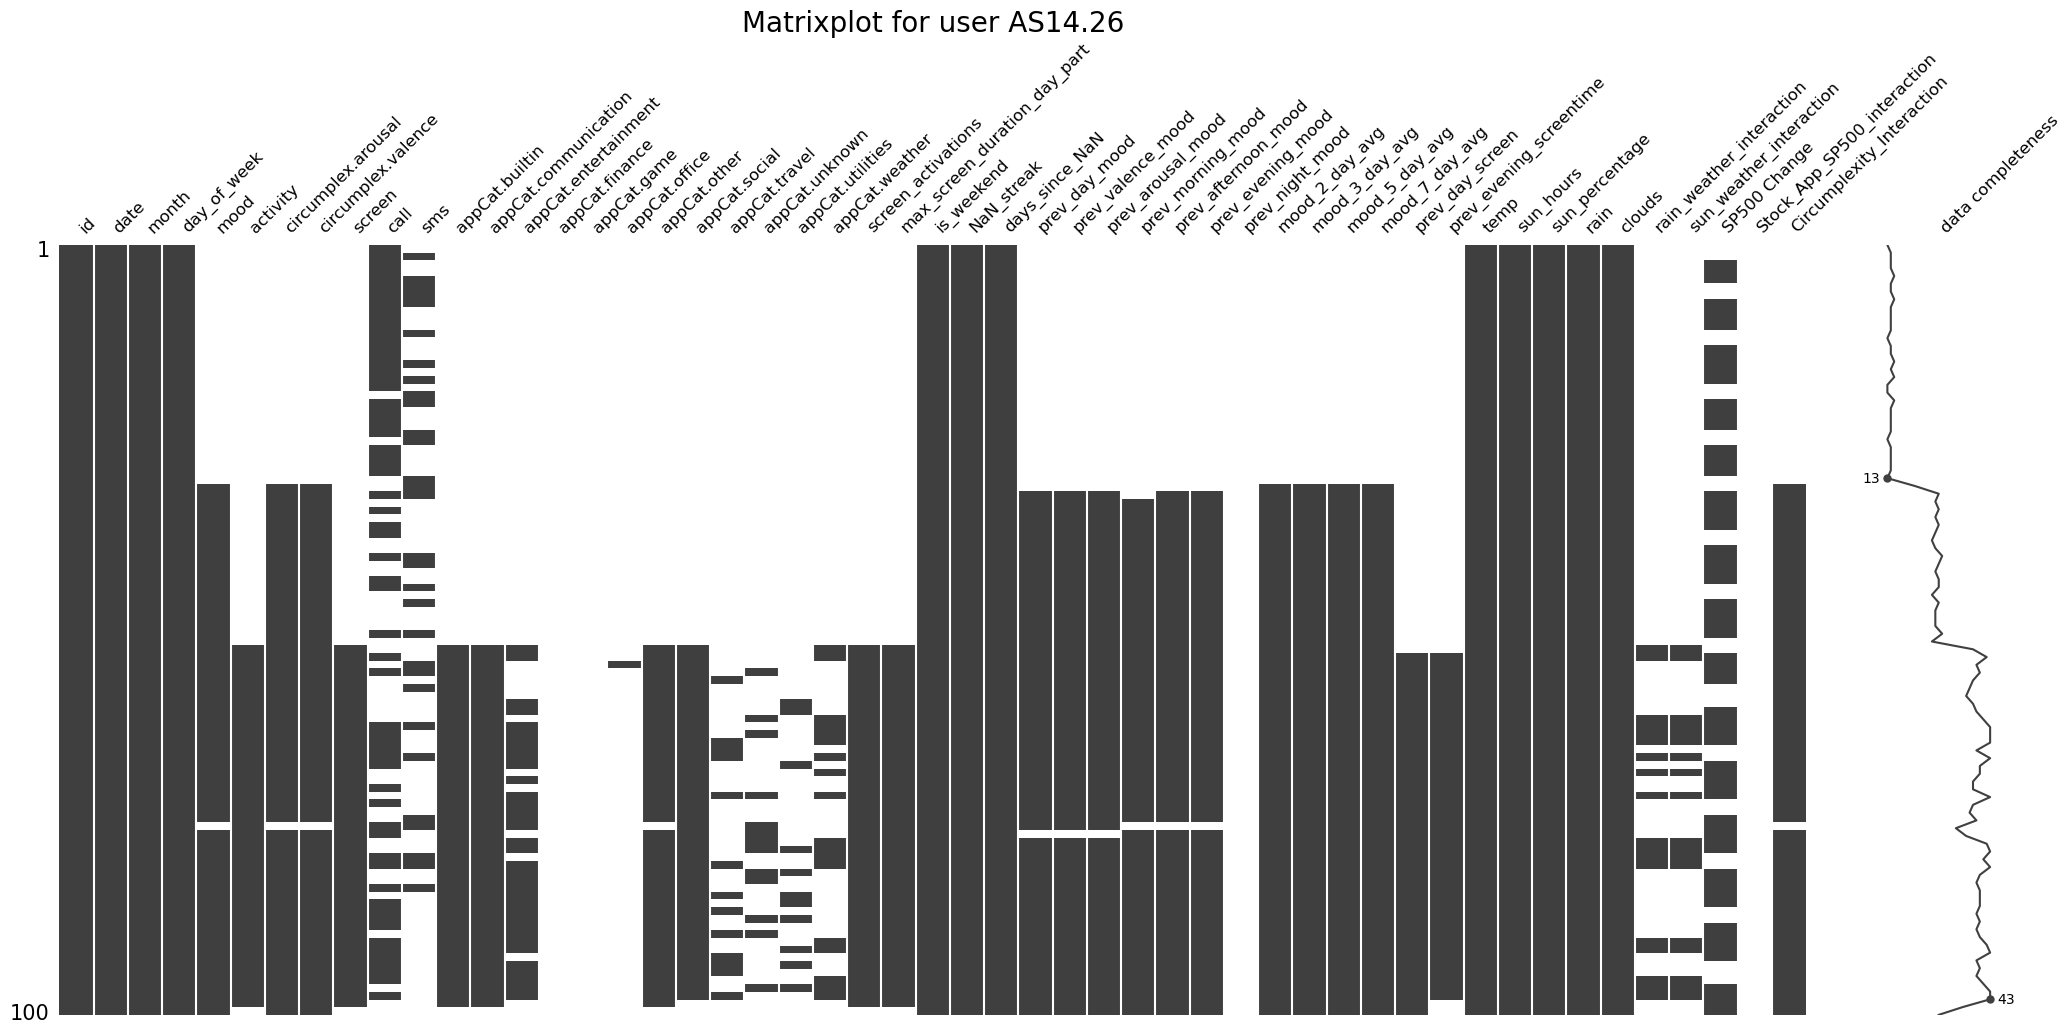 Matrixplot for user AS14.26
id
date
month
day_of_week
mood
activity
circumplex.arousal
circumplex.valence
screen
call
sms
appCat.builtin
appCat.communication
appCat.entertainment
appCat.finance
appCat.game
appCat.office
appCat.other
appCat.social
appCat.travel
appCat.unknown
appCat.utilities
appCat.weather
screen_activations
max_screen_duration_day_part
is_weekend
NaN_streak
days_since_NaN
prev_day_mood
prev_valence_mood
prev_arousal_mood
prev_morning_mood
prev_afternoon_mood
prev_evening_mood
prev_night_mood
mood_2_day_avg
mood_3_day_avg
mood_5_day_avg
mood_7_day_avg
prev_day_screen
prev_evening_screentime
temp
sun_hours
sun_percentage
rain
clouds
rain_weather_interaction
sun_weather_interaction
SP500 Change
Stock_App_SP500_interaction
Circumplexity_Interaction
data completeness
1
13
43
100